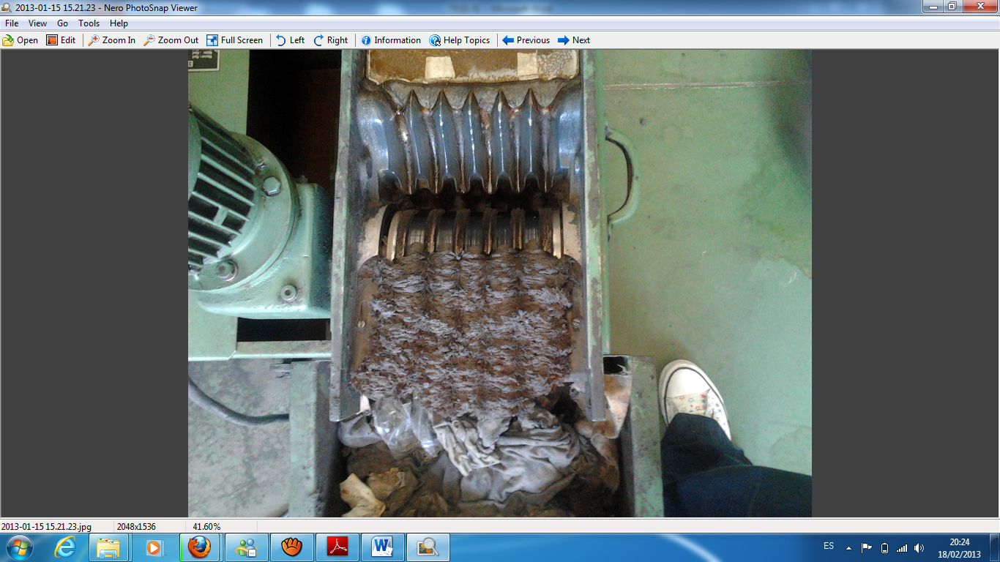 2013-01-15 15.21.23 - Nero PhotoSnap Viewer
File View Go Tools Help
Open Edit Zoom In Zoom Out Full Screen Left Right Information Help Topics Previous Next
2013-01-15 15.21.23.jpg 2048x1536 41.60%
ES
20:24
18/02/2013